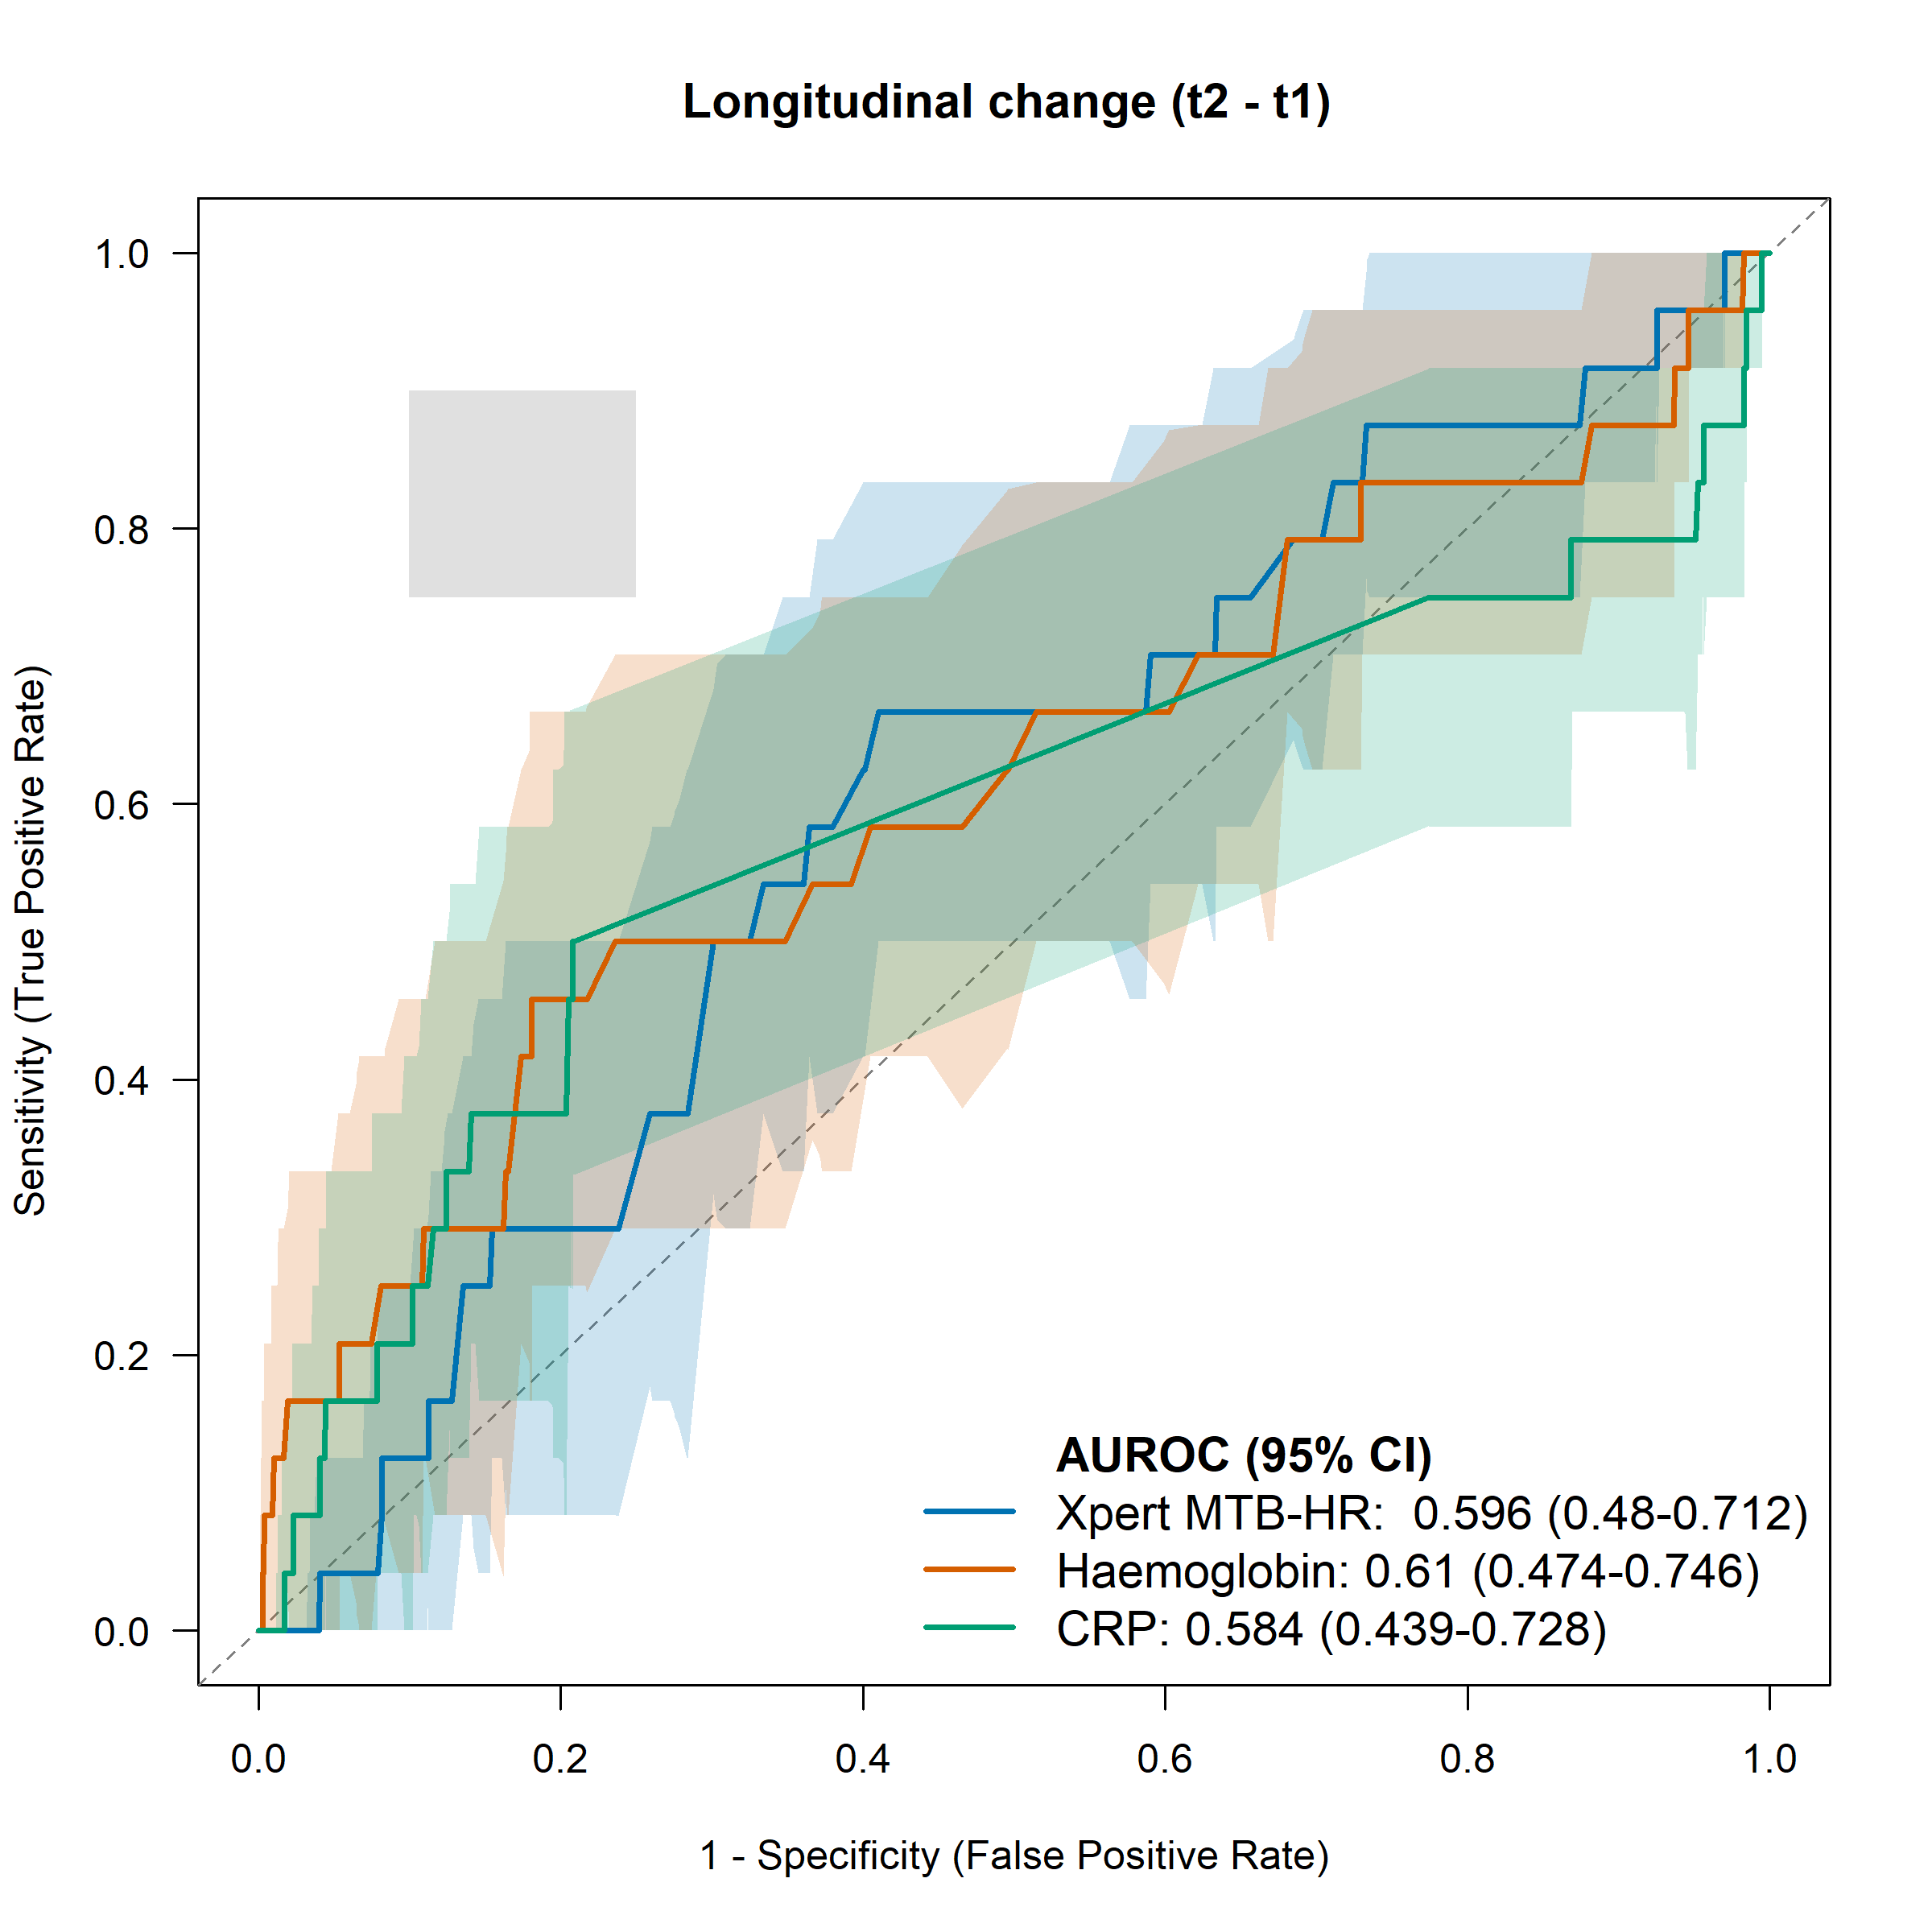 Longitudinal change (t2 - t1)
Sensitivity (True Positive Rate)
1.0
0.8
0.6
0.4
0.2
0.0
AUROC (95% CI)
Xpert MTB-HR: 0.596 (0.48-0.712)
Haemoglobin: 0.61 (0.474-0.746)
CRP: 0.584 (0.439-0.728)
0.0 0.2 0.4 0.6 0.8 1.0
1 - Specificity (False Positive Rate)